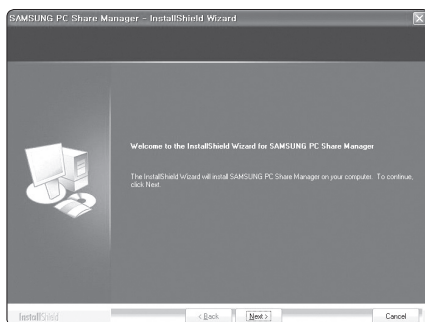 SAMSUNG PC Share Manager - InstallShield Wizard
Welcome to the InstallShield Wizard for SAMSUNG PC Share Manager
The InstallShield Wizard will install SAMSUNG PC Share Manager on your computer. To continue,
click Next.
InstallShield
< Back Next > Cancel